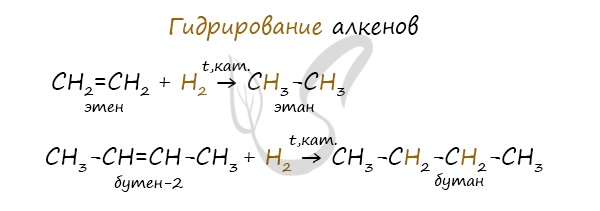 Гидрирование алкенов
t,кат.
CH₂=CH₂ + H₂ → CH₃-CH₃
этен этан
t,кат.
CH₃-CH=CH-CH₃ + H₂ → CH₃-CH₂-CH₂-CH₃
бутен-2 бутан